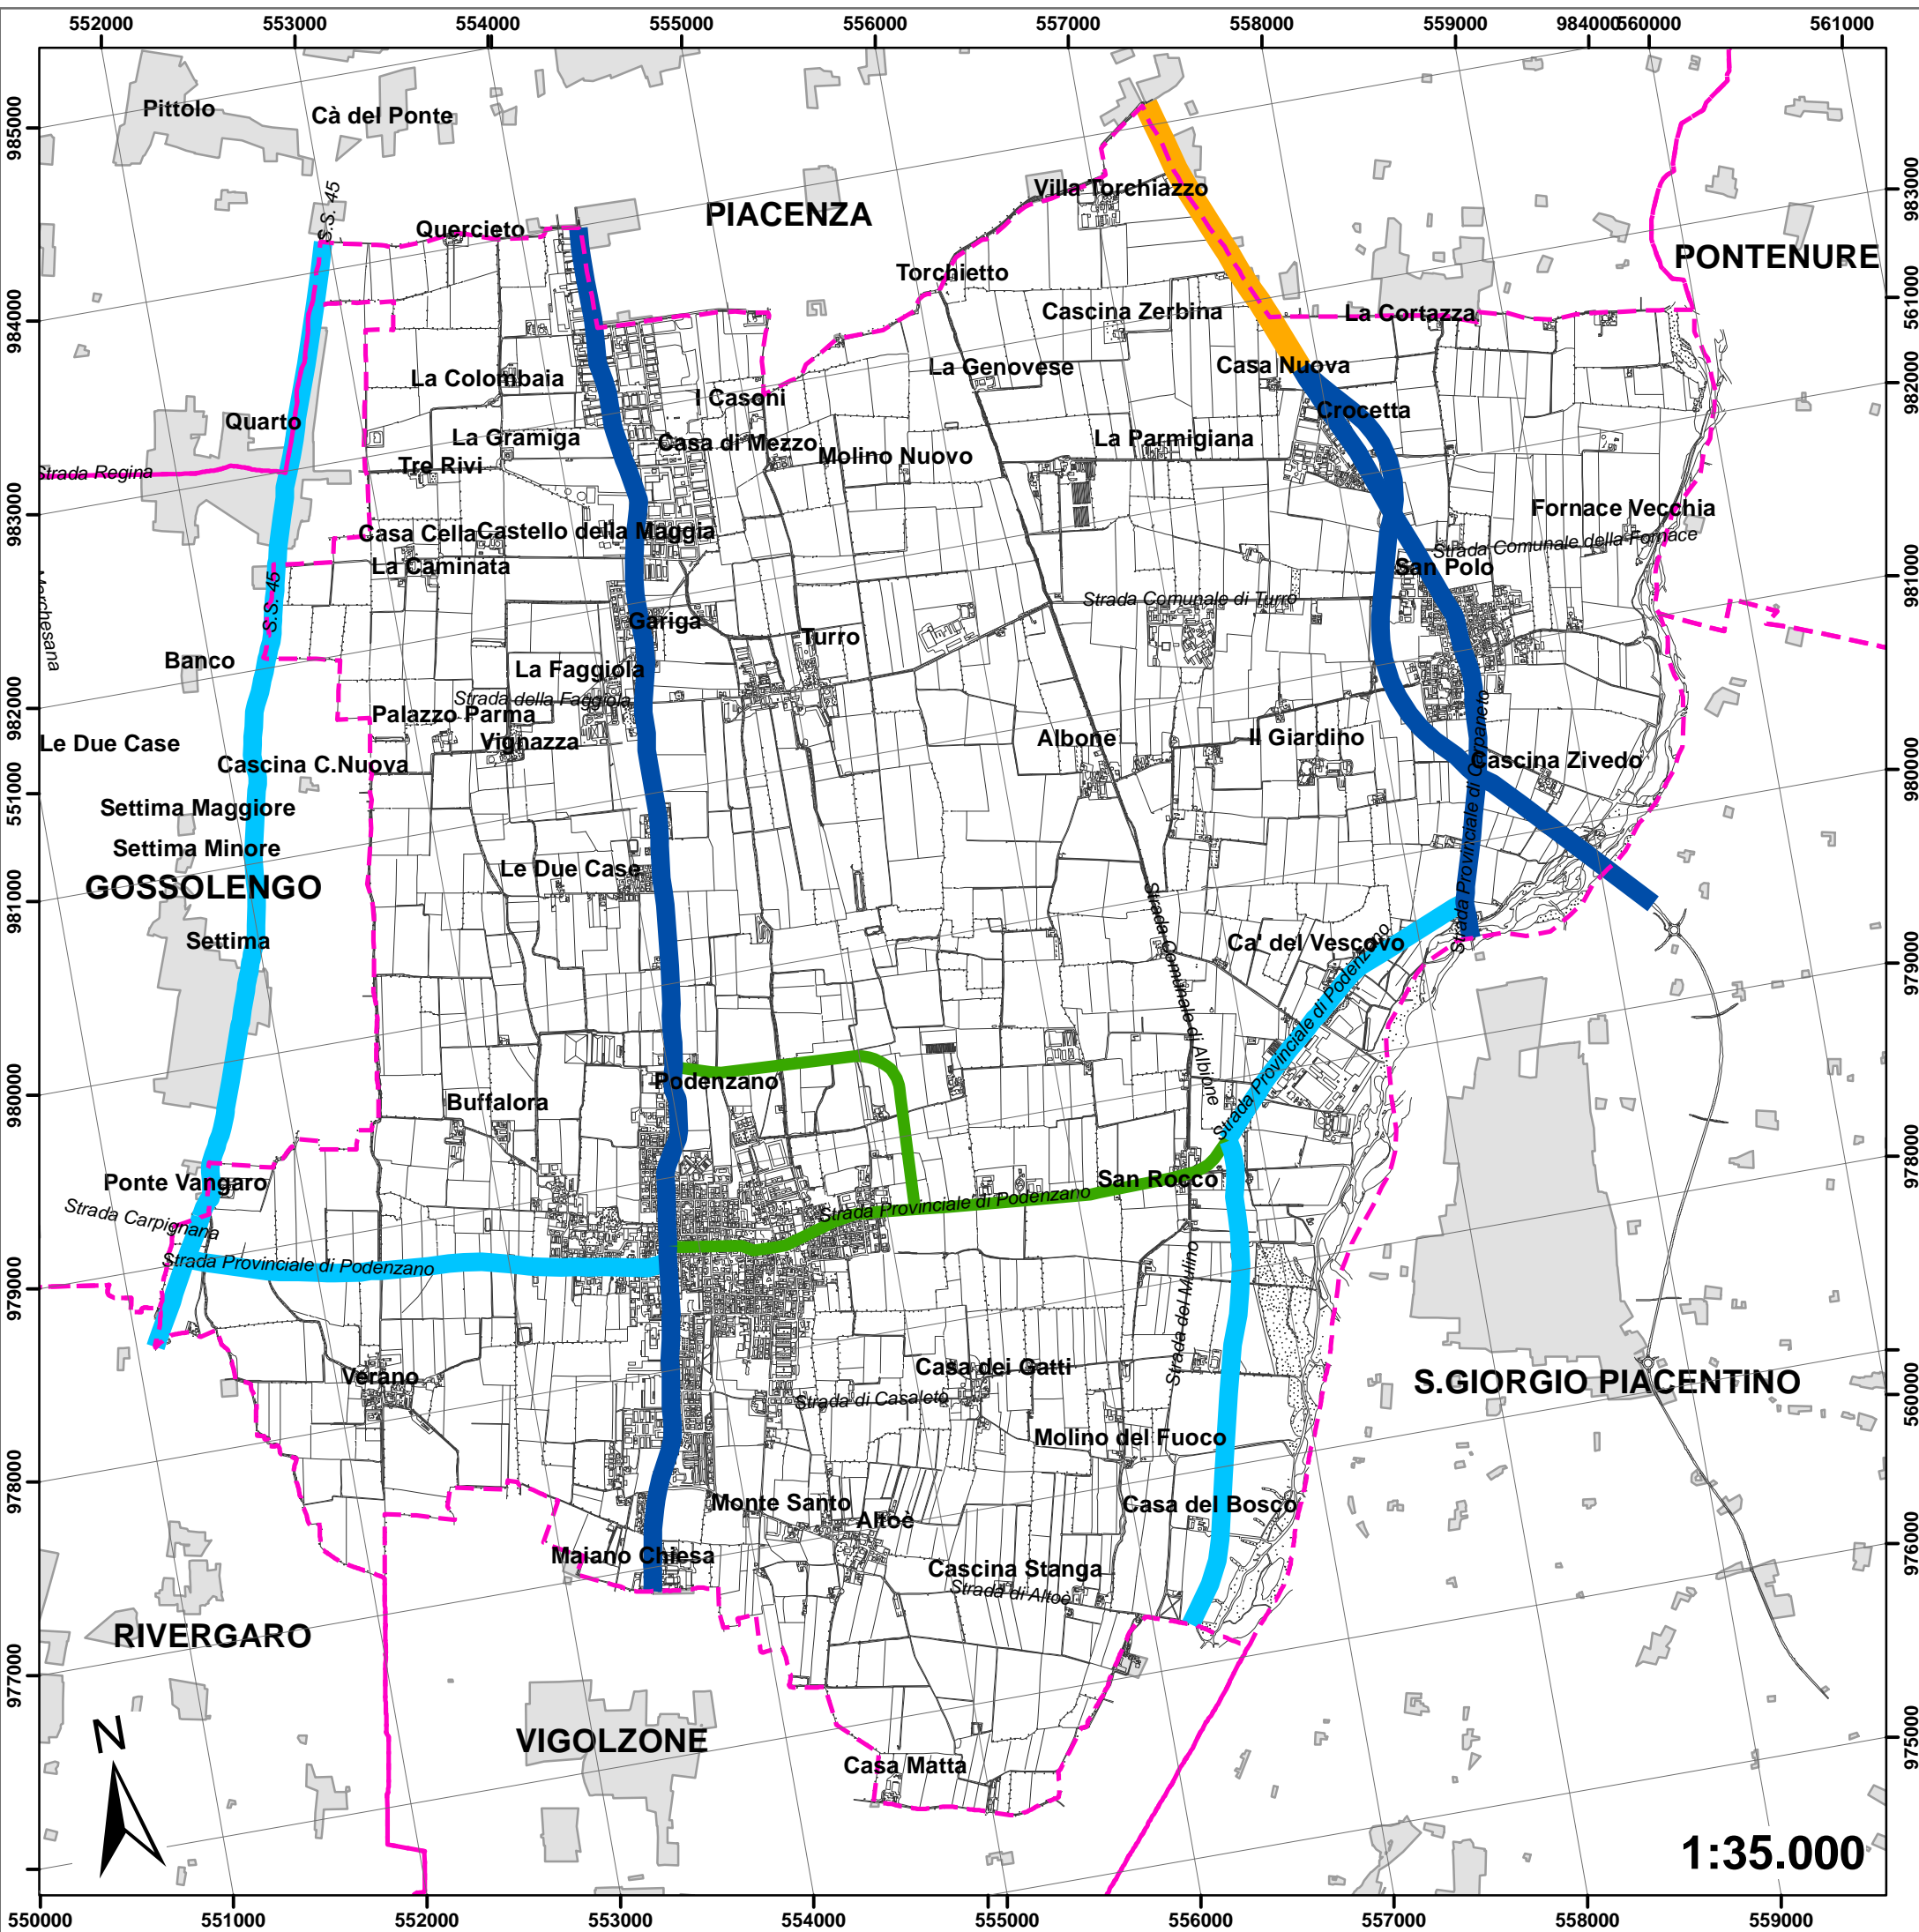 552000 553000 554000 555000 556000 557000 558000 559000 984000 560000 561000
985000
984000
983000
982000
551000
981000
980000
979000
978000
977000
983000
561000
982000
981000
980000
979000
978000
560000
976000
975000
Pittolo
Cà del Ponte
S.S. 45
Quercieto
PIACENZA
Villa Torchiazzo
PONTENURE
Torchietto
Cascina Zerbina
La Cortazza
La Genovese
Casa Nuova
La Colombaia
I Casoni
Crocetta
Quarto
La Gramiga
Casa di Mezzo
La Parmigiana
Tre Rivi
Molino Nuovo
Strada Regina
Fornace Vecchia
Casa Cella
Castello della Maggia
Strada Comunale della Fornace
La Caminata
San Polo
S.S. 45
Strada Comunale di Turro
Gariga
Turro
Banco
La Faggiola
Strada della Faggiola
Palazzo Parma
Le Due Case
Vignazza
Albone
Il Giardino
Cascina C.Nuova
Cascina Zivedo
Strada Provinciale di Carpaneto
Settima Maggiore
Settima Minore
Le Due Case
GOSSOLENGO
Settima
Ca' del Vescovo
Strada Comunale di Albione
Strada Provinciale di Podenzano
Podenzano
Buffalora
Ponte Vangaro
San Rocco
Strada Carpignana
Strada Provinciale di Podenzano
Strada Provinciale di Podenzano
Strada del Mulino
Verano
Casa dei Gatti
S.GIORGIO PIACENTINO
Strada di Casaleto
Molino del Fuoco
Monte Santo
Casa del Bosco
Altoè
Maiano Chiesa
Cascina Stanga
Strada di Altoè
RIVERGARO
VIGOLZONE
N
Casa Matta
1:35.000
550000 551000 552000 553000 554000 555000 556000 557000 558000 559000